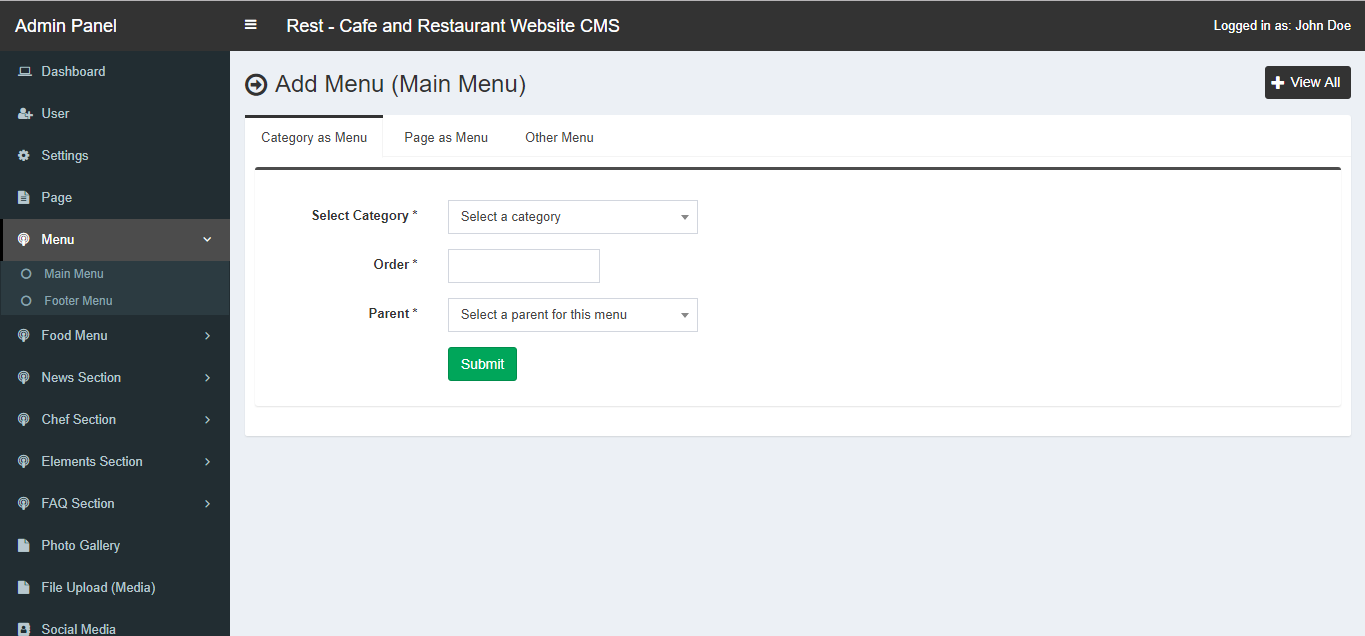 Admin Panel
Rest - Cafe and Restaurant Website CMS
Logged in as: John Doe
Dashboard
User
Settings
Page
Menu
Main Menu
Footer Menu
Food Menu
News Section
Chef Section
Elements Section
FAQ Section
Photo Gallery
File Upload (Media)
Social Media
Add Menu (Main Menu)
View All
Category as Menu
Page as Menu
Other Menu
Select Category *
Select a category
Order *
Parent *
Select a parent for this menu
Submit